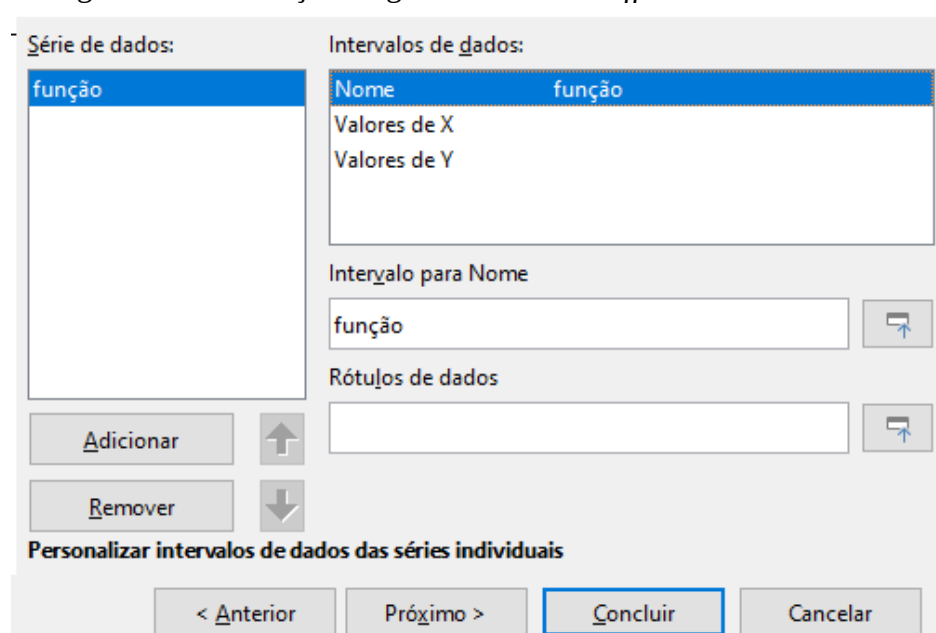 Série de dados:
Intervalos de dados:
função
Nome função
Valores de X
Valores de Y
Intervalo para Nome
função
Rótulos de dados
Adicionar
Remover
Personalizar intervalos de dados das séries individuais
< Anterior
Próximo >
Concluir
Cancelar